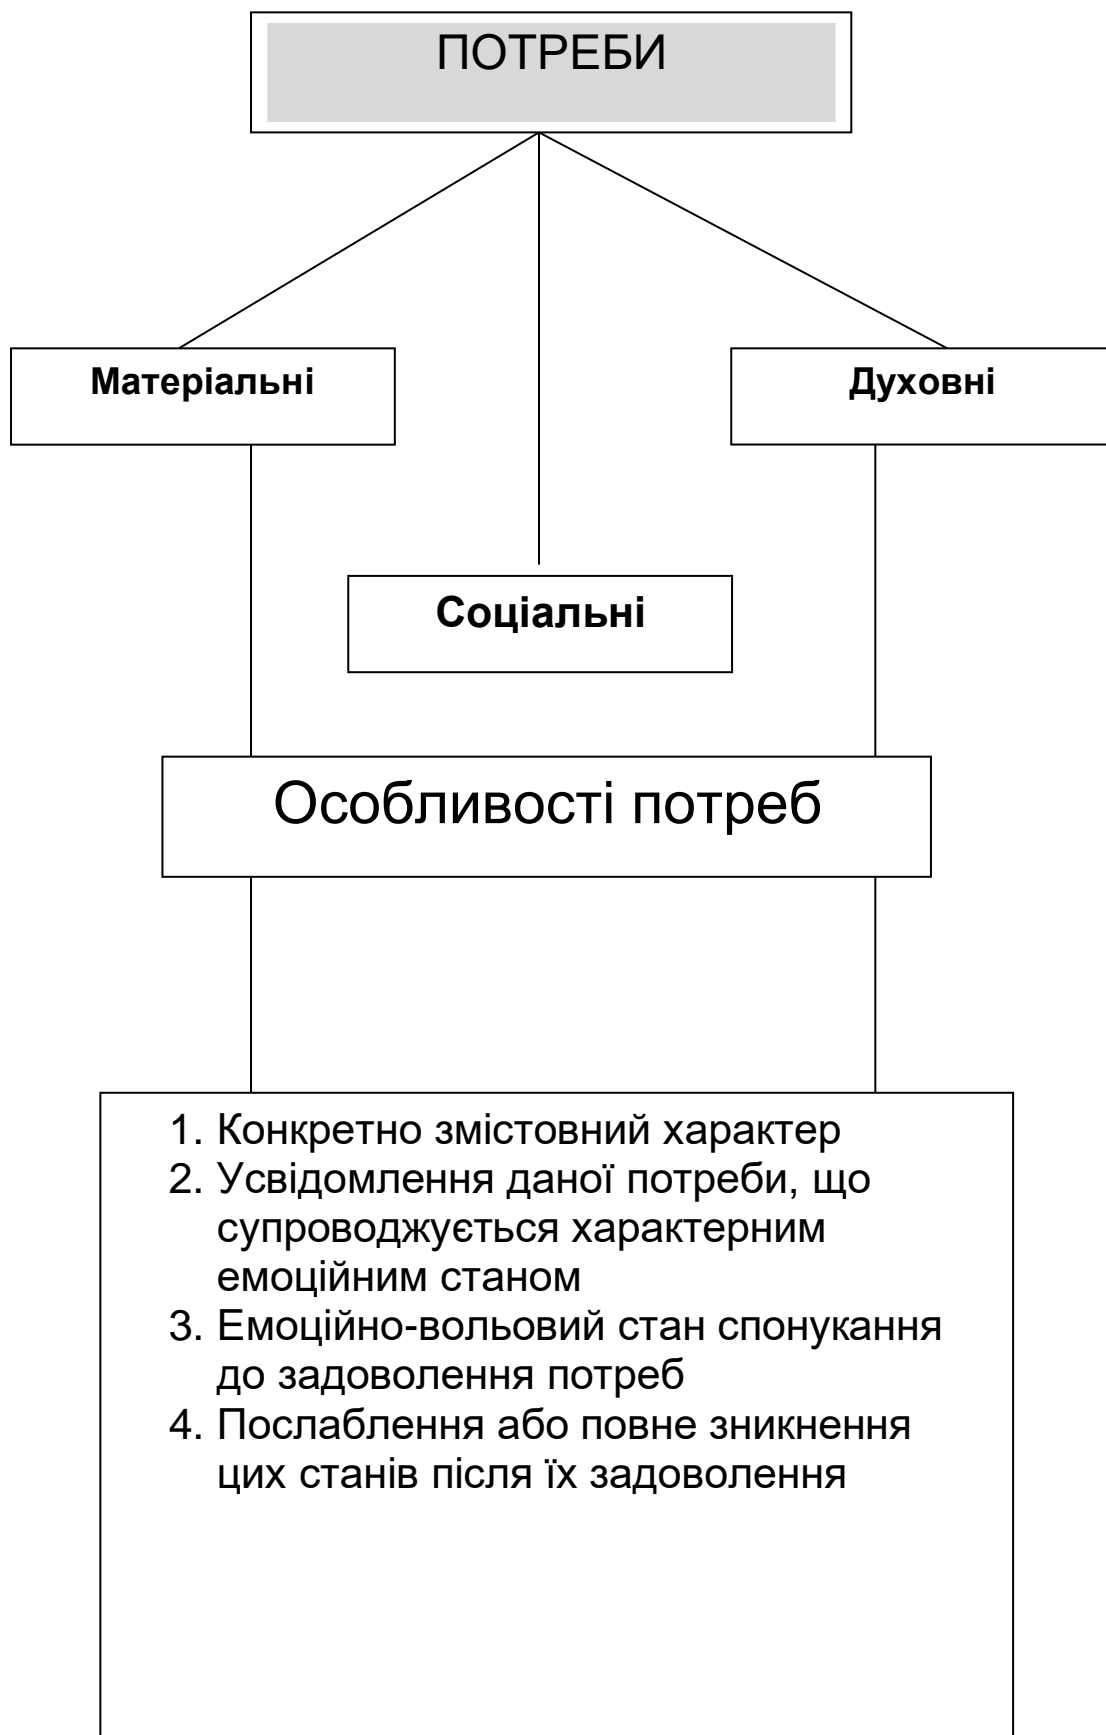 ПОТРЕБИ
Матеріальні
Духовні
Соціальні
Особливості потреб
1. Конкретно змістовний характер
2. Усвідомлення даної потреби, що
супроводжується характерним
емоційним станом
3. Емоційно-вольовий стан спонукання
до задоволення потреб
4. Послаблення або повне зникнення
цих станів після їх задоволення